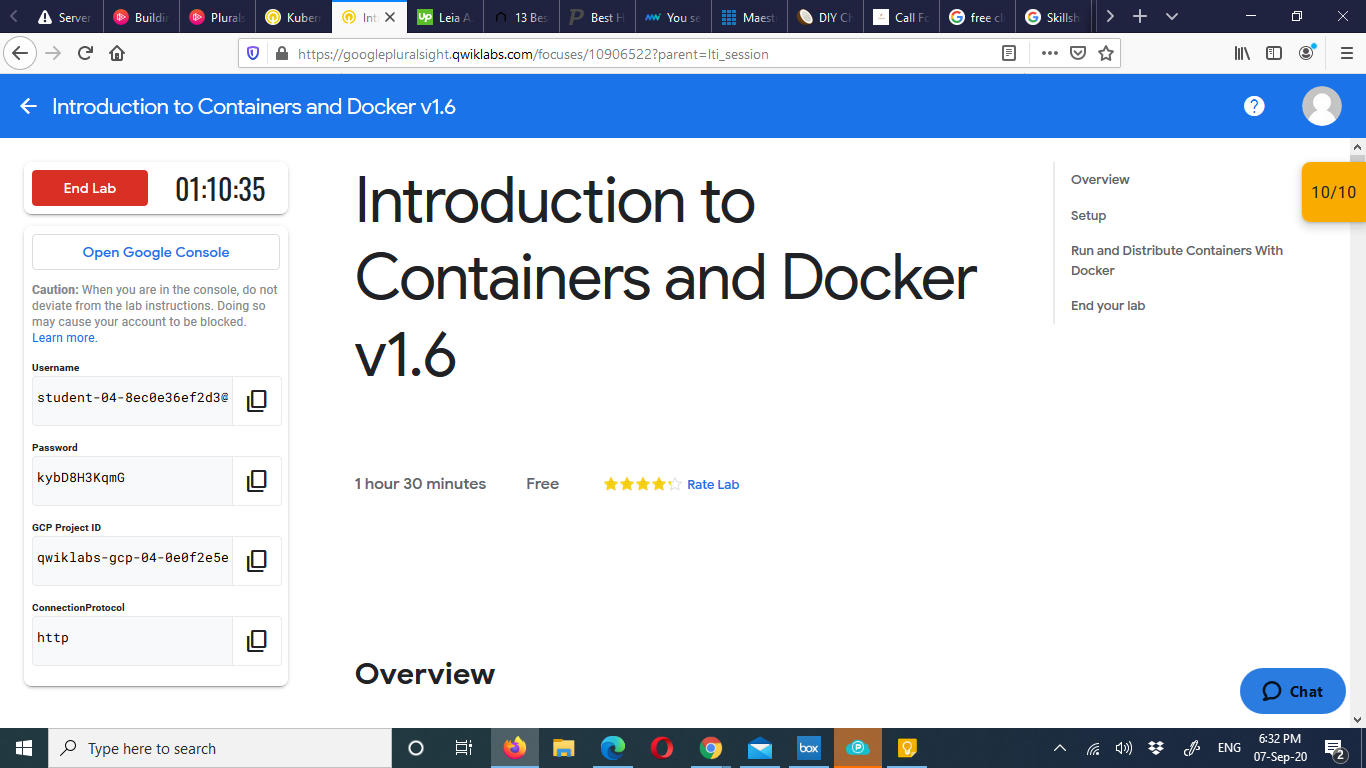 Server
Buildin
Plurals
Kubern
Int
Leia A
13 Bes
Best H
You se
Maest
DIY Ch
Call Fo
free cl
Skillsh
https://googlepluralsight.qwiklabs.com/focuses/10906522?parent=lti_session
Introduction to Containers and Docker v1.6
?
End Lab
01:10:35
Open Google Console
Caution: When you are in the console, do not
deviate from the lab instructions. Doing so
may cause your account to be blocked.
Learn more.
Username
student-04-8ec0e36ef2d3@
Password
kybD8H3KqmG
GCP Project ID
qwiklabs-gcp-04-0e0f2e5e
ConnectionProtocol
http
Introduction to
Containers and Docker
v1.6
1 hour 30 minutes
Free
Rate Lab
Overview
Overview
Setup
Run and Distribute Containers With
Docker
End your lab
10/10
Chat
Type here to search
box
ENG
6:32 PM
07-Sep-20
2